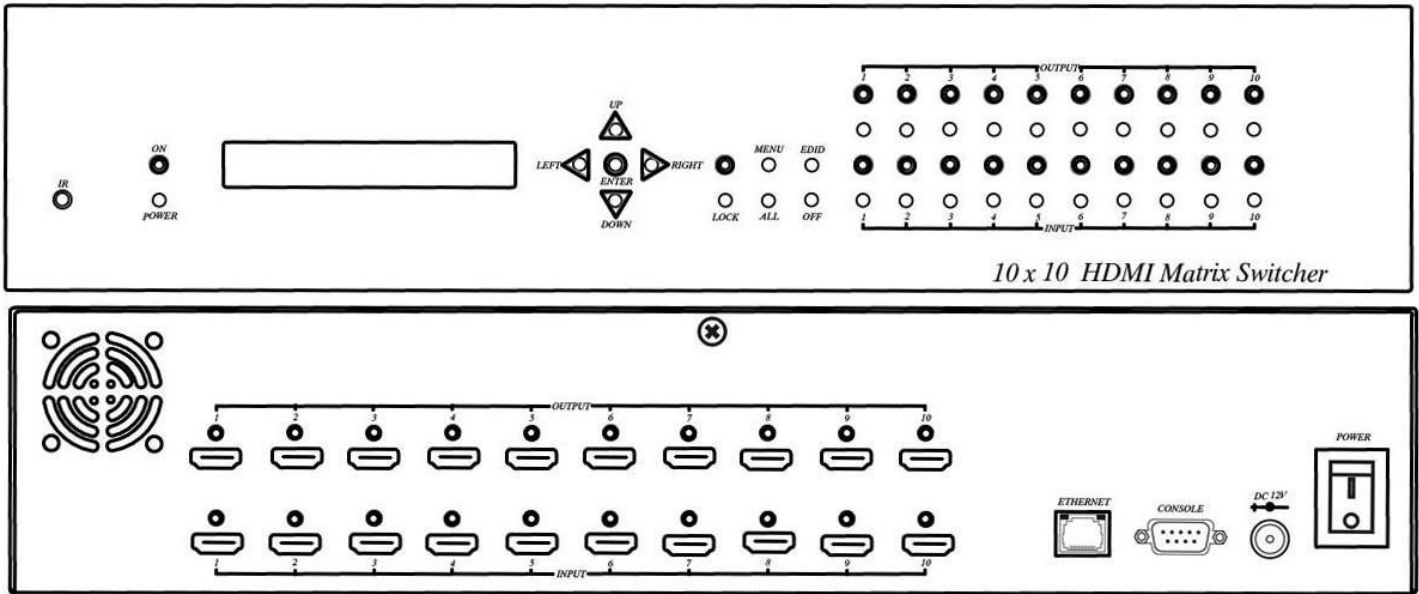 OUTPUT
1 2 3 4 5 6 7 8 9 10
UP
ON
MENU EDID
LEFT RIGHT
ENTER
IR
POWER
DOWN
LOCK ALL OFF
1 2 3 4 5 6 7 8 9 10
INPUT
10 x 10 HDMI Matrix Switcher
OUTPUT
1 2 3 4 5 6 7 8 9 10
POWER
ETHERNET
CONSOLE
DC 12V
1 2 3 4 5 6 7 8 9 10
INPUT